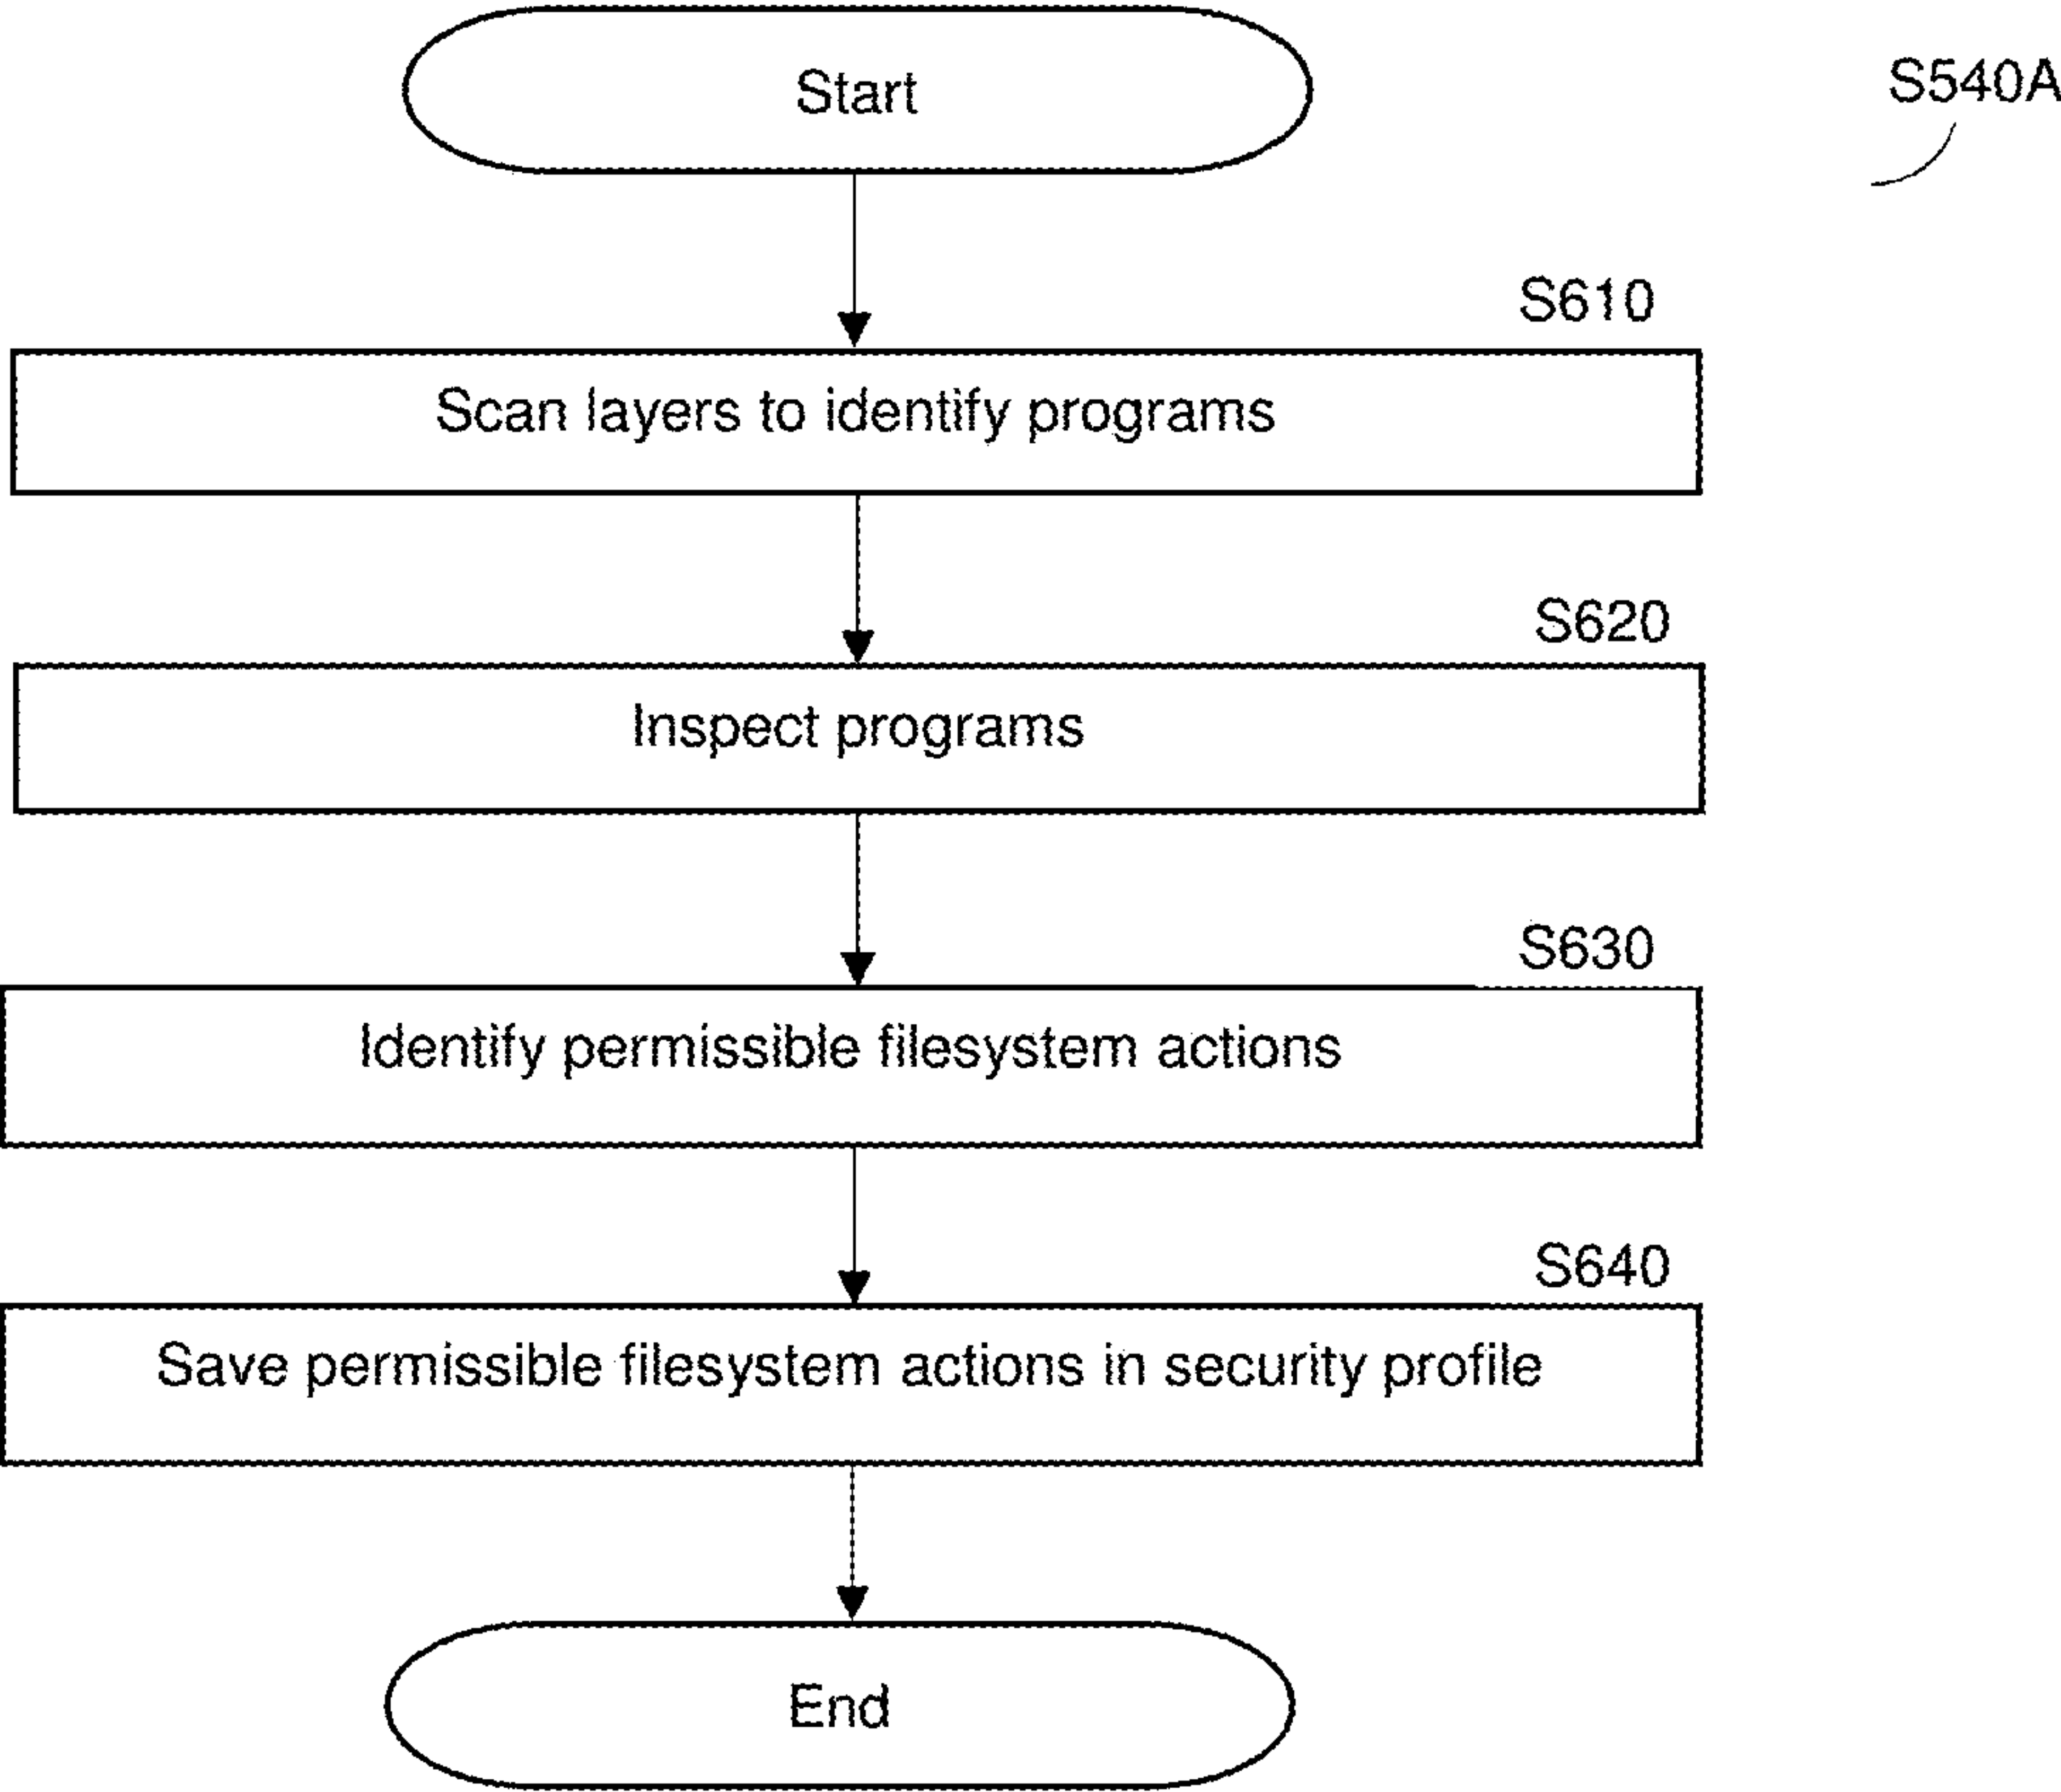 Start
S540A
S610
Scan layers to identify programs
S620
Inspect programs
S630
Identify permissible filesystem actions
S640
Save permissible filesystem actions in security profile
End